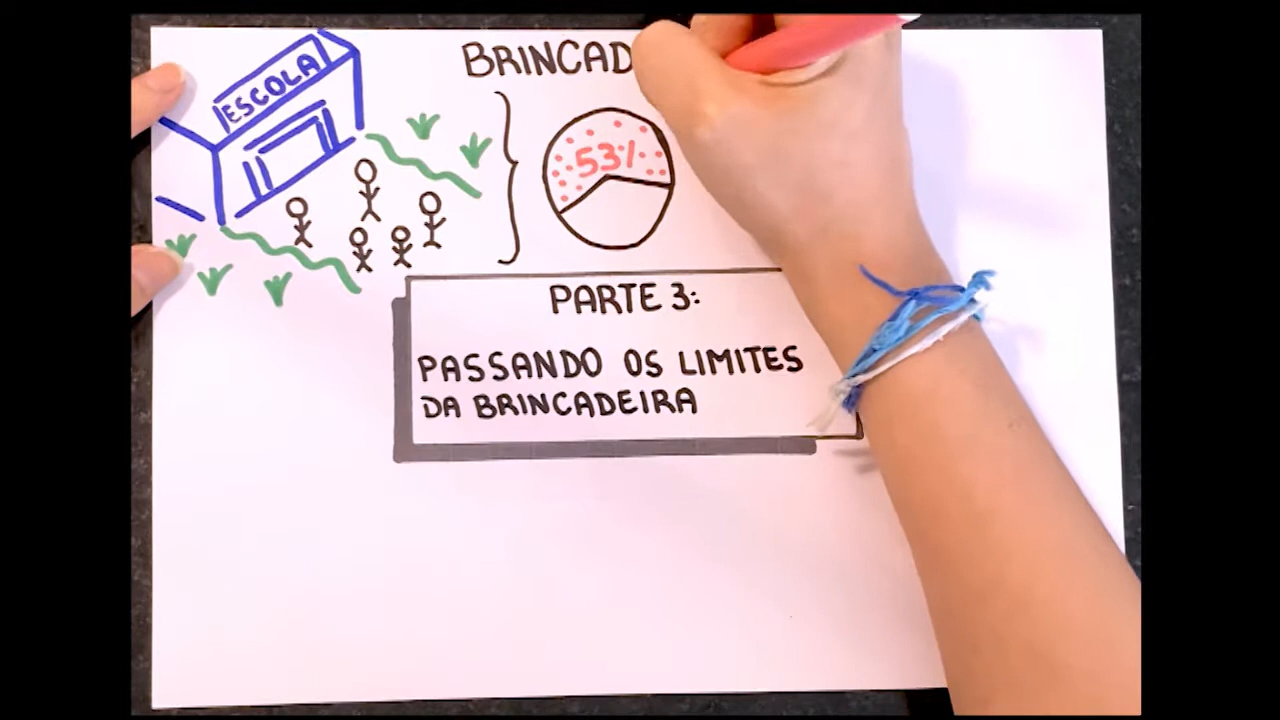 ESCOLA
BRINCAD
53%
PARTE 3:
PASSANDO OS LIMITES
DA BRINCADEIRA